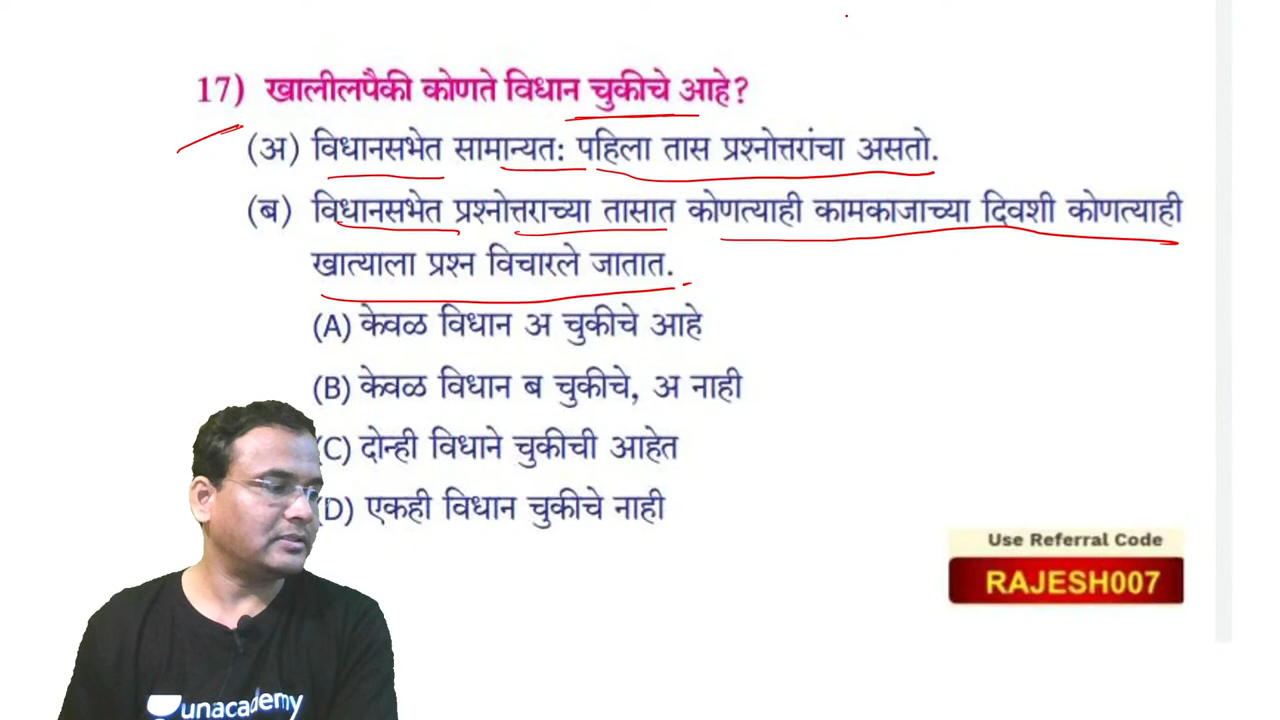 17) खालीलपैकी कोणते विधान चुकीचे आहे?
(अ) विधानसभेत सामान्यतः पहिला तास प्रश्नोत्तरांचा असतो.
(ब) विधानसभेत प्रश्नोत्तराच्या तासात कोणत्याही कामकाजाच्या दिवशी कोणत्याही
खात्याला प्रश्न विचारले जातात.
(A) केवळ विधान अ चुकीचे आहे
(B) केवळ विधान ब चुकीचे, अ नाही
(C) दोन्ही विधाने चुकीची आहेत
(D) एकही विधान चुकीचे नाही
Use Referral Code
RAJESH007
unacademy